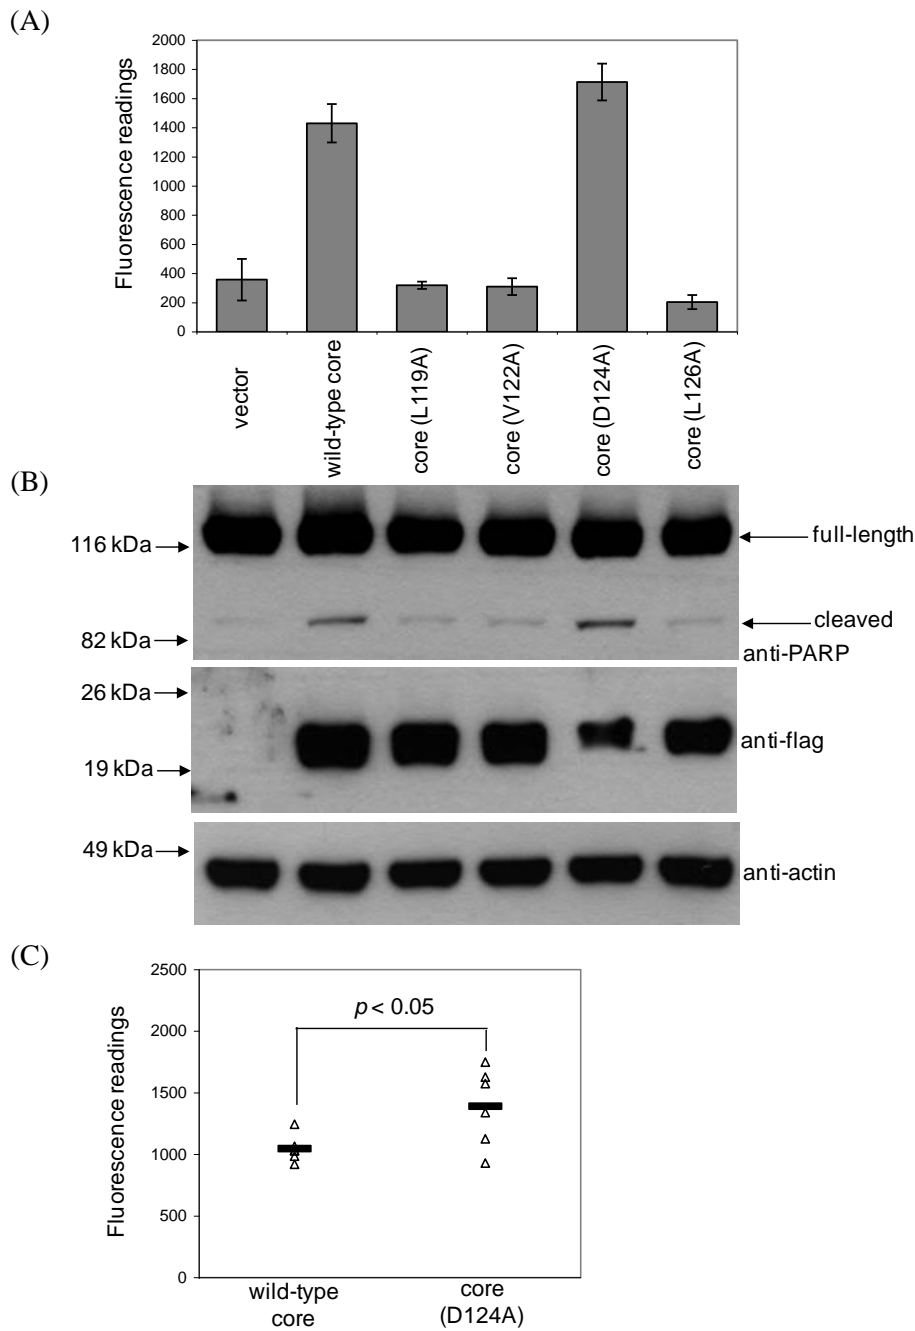 (A)
2000
1800
1600
1400
1200
1000
800
600
400
200
0
Fluorescence readings
vector
wild-type core
core (L119A)
core (V122A)
core (D124A)
core (L126A)
(B)
116 kDa
full-length
82 kDa
cleaved
anti-PARP
26 kDa
anti-flag
19 kDa
49 kDa
anti-actin
(C)
2500
2000
1500
1000
500
0
Fluorescence readings
p < 0.05
wild-type
core
core
(D124A)